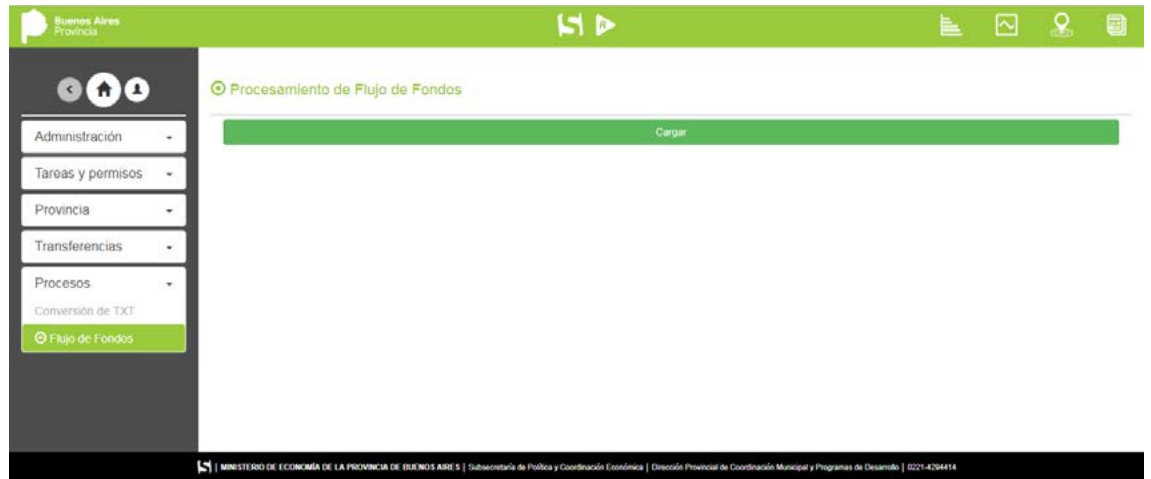 Buenos Aires
Provincia
R
Procesamiento de Flujo de Fondos
Cargar
Administración
Tareas y permisos
Provincia
Transferencias
Procesos
Conversión de TXT
Flujo de Fondos
| MINISTERIO DE ECONOMÍA DE LA PROVINCIA DE BUENOS AIRES | Subsecretaría de Política y Coordinación Económica | Dirección Provincial de Coordinación Municipal y Programas de Desarrollo | 0221-4294414